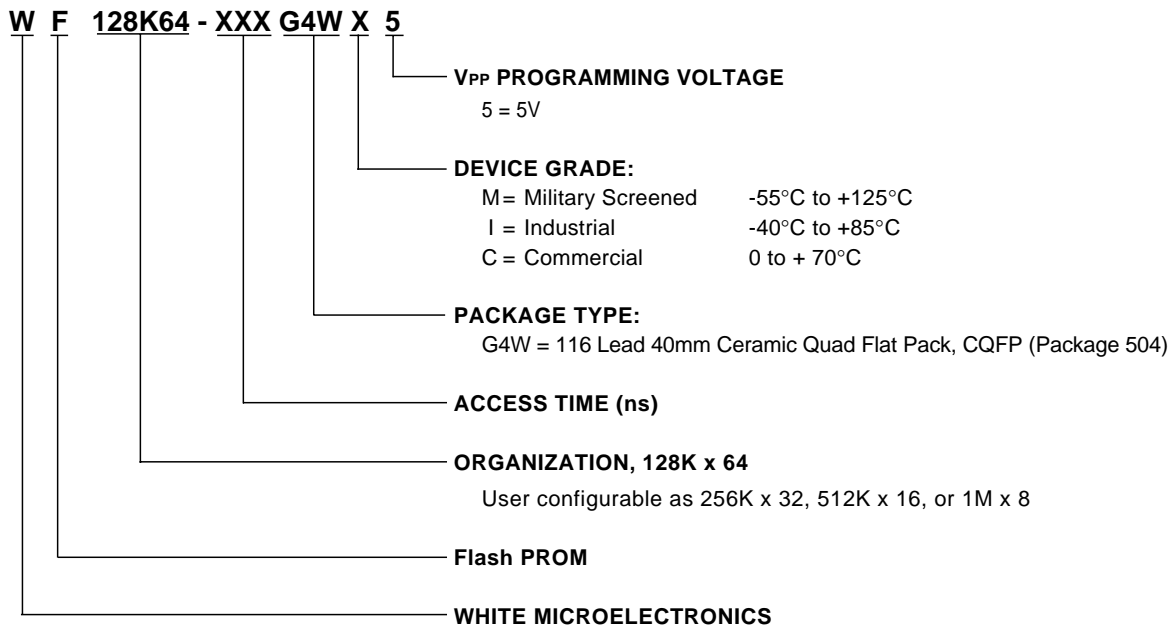 W F 128K64 - XXX G4W X 5
VPP PROGRAMMING VOLTAGE
5 = 5V
DEVICE GRADE:
M = Military Screened -55°C to +125°C
I = Industrial -40°C to +85°C
C = Commercial 0 to + 70°C
PACKAGE TYPE:
G4W = 116 Lead 40mm Ceramic Quad Flat Pack, CQFP (Package 504)
ACCESS TIME (ns)
ORGANIZATION, 128K x 64
User configurable as 256K x 32, 512K x 16, or 1M x 8
Flash PROM
WHITE MICROELECTRONICS